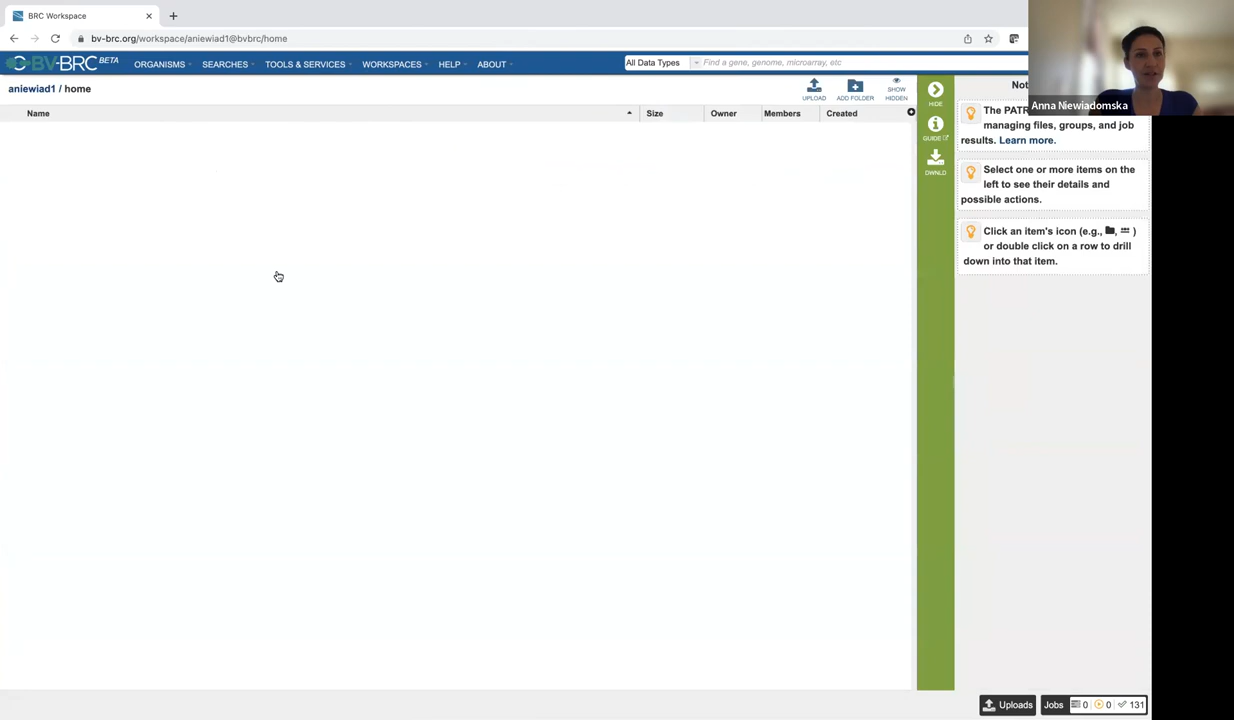 BRC Workspace
bv-brc.org/workspace/aniewiad1@bvbrc/home
BV-BRC BETA
ORGANISMS
SEARCHES
TOOLS & SERVICES
WORKSPACES
HELP
ABOUT
All Data Types
Find a gene, genome, microarray, etc
Anna Niewiadomska
aniewiad1 / home
UPLOAD
ADD FOLDER
SHOW
HIDDEN
Name
Size
Owner
Members
Created
HIDE
GUIDE
DWNLD
The
managing files, groups, and job
results. Learn more.
Select one or more items on the
left to see their details and
possible actions.
Click an item's icon (e.g., , )
or double click on a row to drill
down into that item.
Uploads
Jobs 0 0 131